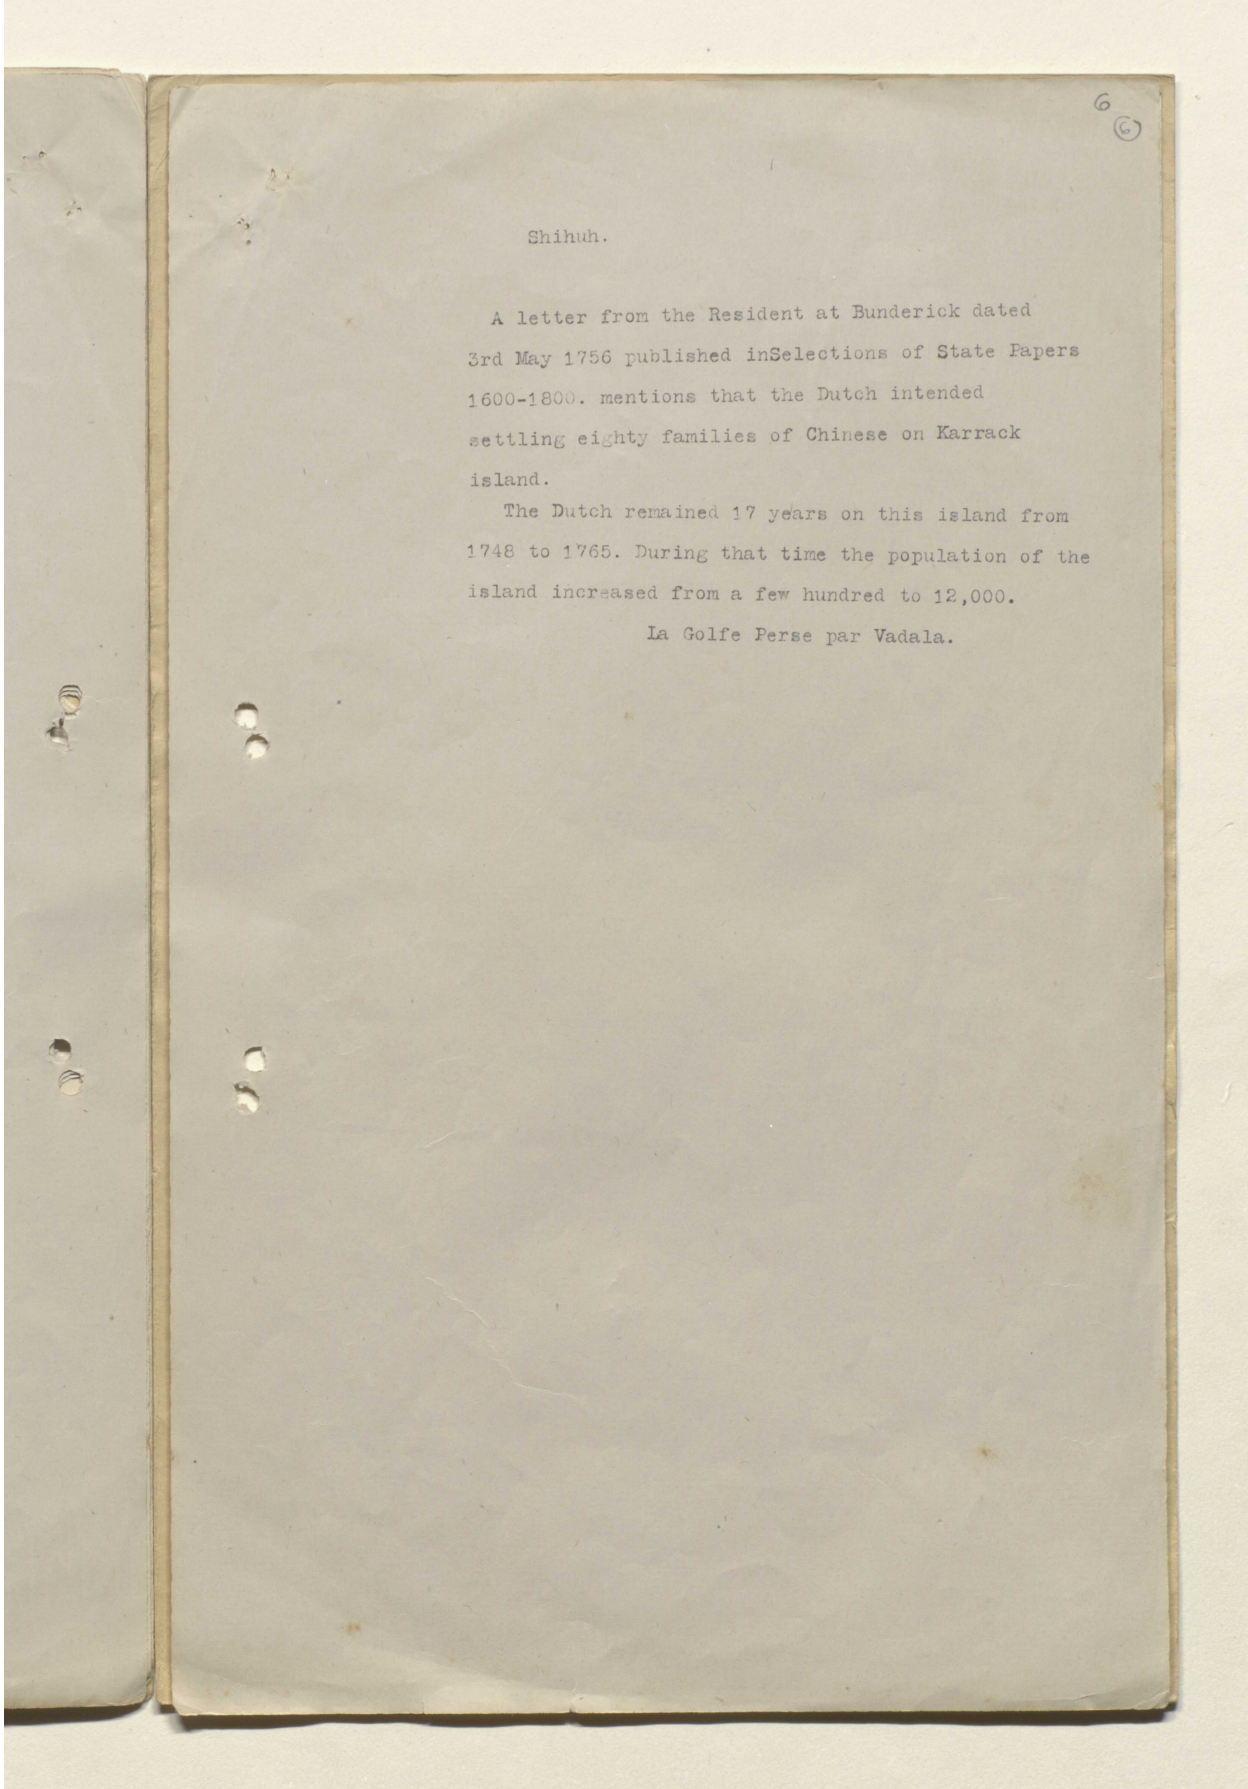 6
6
Shihuh.
A letter from the Resident at Bunderick dated
3rd May 1756 published inSelections of State Papers
1600-1800. mentions that the Dutch intended
settling eighty families of Chinese on Karrack
island.
The Dutch remained 17 years on this island from
1748 to 1765. During that time the population of the
island increased from a few hundred to 12,000.
La Golfe Perse par Vadala.